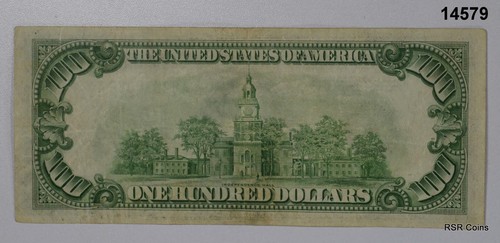 14579
THE UNITED STATES OF AMERICA
100 100
100 100
ONE HUNDRED DOLLARS
RSR Coins